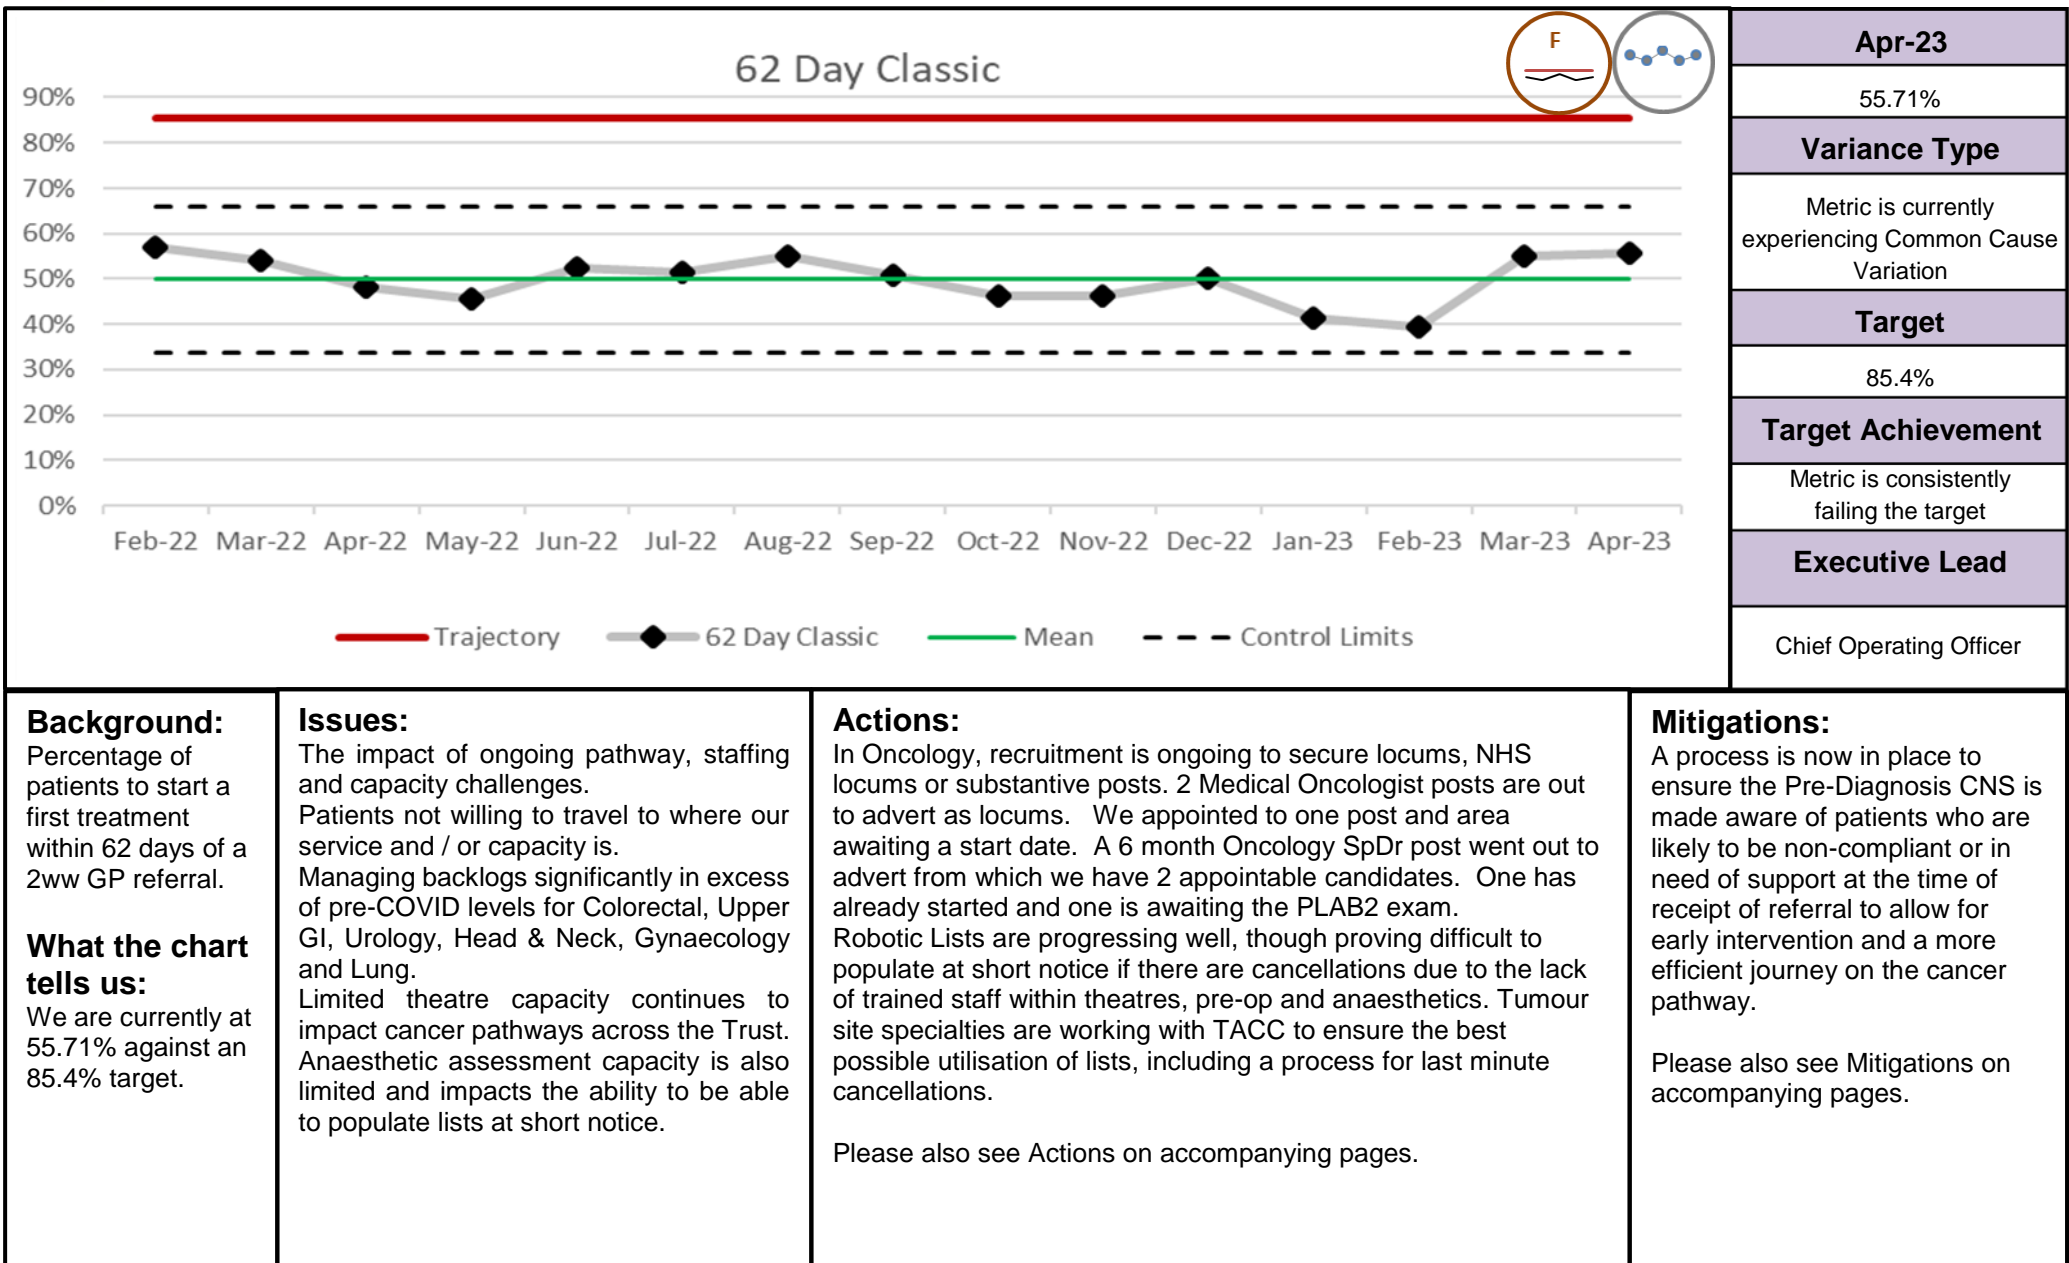 62 Day Classic
F
90%
80%
70%
60%
50%
40%
30%
20%
10%
0%
Feb-22 Mar-22 Apr-22 May-22 Jun-22 Jul-22 Aug-22 Sep-22 Oct-22 Nov-22 Dec-22 Jan-23 Feb-23 Mar-23 Apr-23
Trajectory 62 Day Classic Mean Control Limits
Apr-23
55.71%
Variance Type
Metric is currently
experiencing Common Cause
Variation
Target
85.4%
Target Achievement
Metric is consistently
failing the target
Executive Lead
Chief Operating Officer
Background:
Percentage of
patients to start a
first treatment
within 62 days of a
2ww GP referral.
What the chart
tells us:
We are currently at
55.71% against an
85.4% target.
Issues:
The impact of ongoing pathway, staffing
and capacity challenges.
Patients not willing to travel to where our
service and / or capacity is.
Managing backlogs significantly in excess
of pre-COVID levels for Colorectal, Upper
GI, Urology, Head & Neck, Gynaecology
and Lung.
Limited theatre capacity continues to
impact cancer pathways across the Trust.
Anaesthetic assessment capacity is also
limited and impacts the ability to be able
to populate lists at short notice.
Actions:
In Oncology, recruitment is ongoing to secure locums, NHS
locums or substantive posts. 2 Medical Oncologist posts are out
to advert as locums. We appointed to one post and area
awaiting a start date. A 6 month Oncology SpDr post went out to
advert from which we have 2 appointable candidates. One has
already started and one is awaiting the PLAB2 exam.
Robotic Lists are progressing well, though proving difficult to
populate at short notice if there are cancellations due to the lack
of trained staff within theatres, pre-op and anaesthetics. Tumour
site specialties are working with TACC to ensure the best
possible utilisation of lists, including a process for last minute
cancellations.
Please also see Actions on accompanying pages.
Mitigations:
A process is now in place to
ensure the Pre-Diagnosis CNS is
made aware of patients who are
likely to be non-compliant or in
need of support at the time of
receipt of referral to allow for
early intervention and a more
efficient journey on the cancer
pathway.
Please also see Mitigations on
accompanying pages.